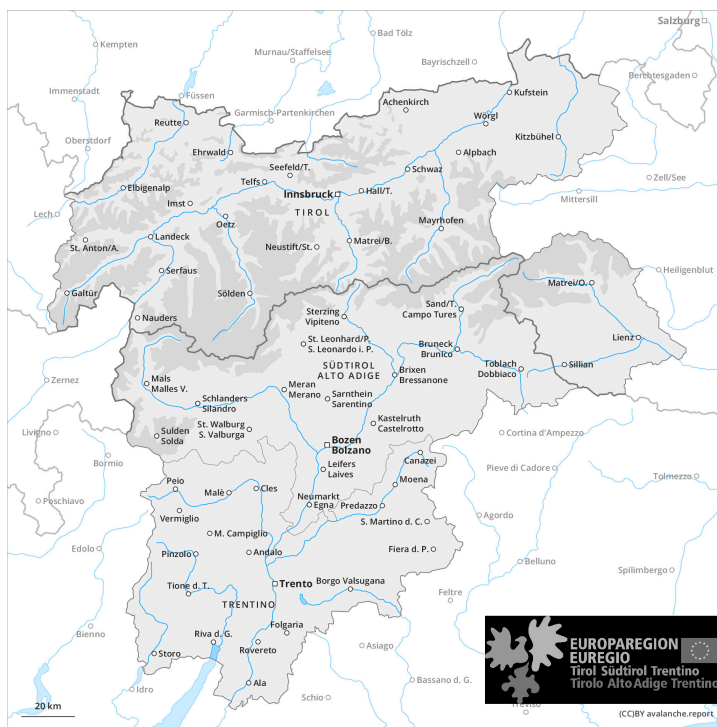 Salzburg
Kempten
Bad Tölz
Murnau/Staffelsee
Bayrischzell
Berchtesgaden
Immenstadt
Füssen
Kufstein
Achenkirch
Garmisch-Partenkirchen
Reutte
Wörgl
Oberstdorf
Kitzbühel
Ehrwald
Alpbach
Seefeld/T.
Schwaz
Telfs
Zell/See
Elbigenalp
Innsbruck
Hall/T.
Mittersill
Imst
TIROL
Lech
Oetz
Mayrhofen
Landeck
Matrei/B.
St. Anton/A.
Neustift/St.
Serfaus
Heiligenblut
Matrei/O.
Galtür
Sölden
Sand/T.
Campo Tures
Nauders
Sterzing
Vipiteno
St. Leonhard/P.
S. Leonardo i. P.
Lienz
Bruneck
Brunico
SÜDTIROL
ALTO ADIGE
Brixen
Bressanone
Toblach
Dobbiaco
Sillian
Zernez
Mals
Malles V.
Meran
Merano
Schlanders
Silandro
Sarnthein
Sarentino
Kastelruth
Castelrotto
St. Walburg
S. Valburga
Livigno
Sulden
Solda
Cortina d'Ampezzo
Bozen
Bolzano
Bormio
Canazei
Leifers
Laives
Pieve di Cadore
Tolmezzo
Peio
Malè
Cles
Moena
Poschiavo
Neumarkt
Egna
Predazzo
Vermiglio
Agordo
S. Martino d. C.
M. Campiglio
Edolo
Pinzolo
Andalo
Fiera d. P.
Belluno
Spilimbergo
Trento
Tione d. T.
Borgo Valsugana
Feltre
TRENTINO
Bienno
Folgaria
Riva d. G.
Rovereto
Asiago
Storo
Ala
Idro
Schio
Bassano d. G.
EUROPAREGION
EUREGIO
Tirol Südtirol Trentino
Tirolo AltoAdige Trentino
20 km
Treviso
(CC)BY avalanche.report